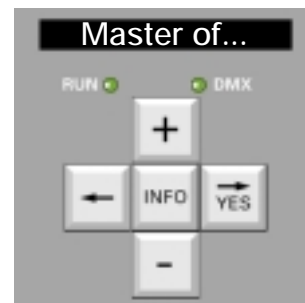 Master of...
RUN DMX
+
← INFO → YES
-